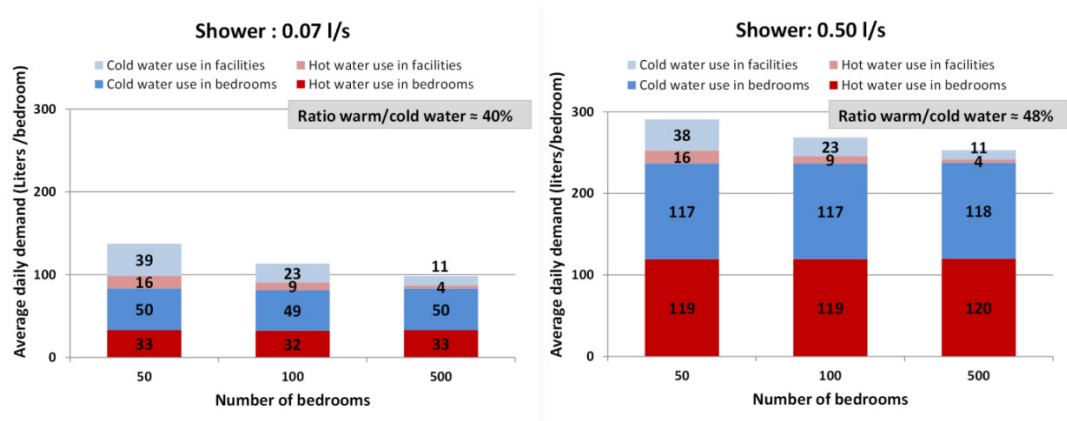 Shower : 0.07 l/s
Cold water use in facilities
Hot water use in facilities
Cold water use in bedrooms
Hot water use in bedrooms
Ratio warm/cold water ≈ 40%
Average daily demand (Liters /bedroom)
300
200
100
0
39
16
50
33
23
9
49
32
11
4
50
33
50
100
500
Number of bedrooms
Shower: 0.50 l/s
Cold water use in facilities
Hot water use in facilities
Cold water use in bedrooms
Hot water use in bedrooms
Ratio warm/cold water ≈ 48%
Average daily demand (liters/bedroom)
300
200
100
0
38
16
117
119
23
9
117
119
11
4
118
120
50
100
500
Number of bedrooms